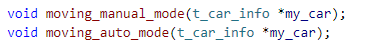 void moving_manual_mode(t_car_info *my_car);
void moving_auto_mode(t_car_info *my_car);